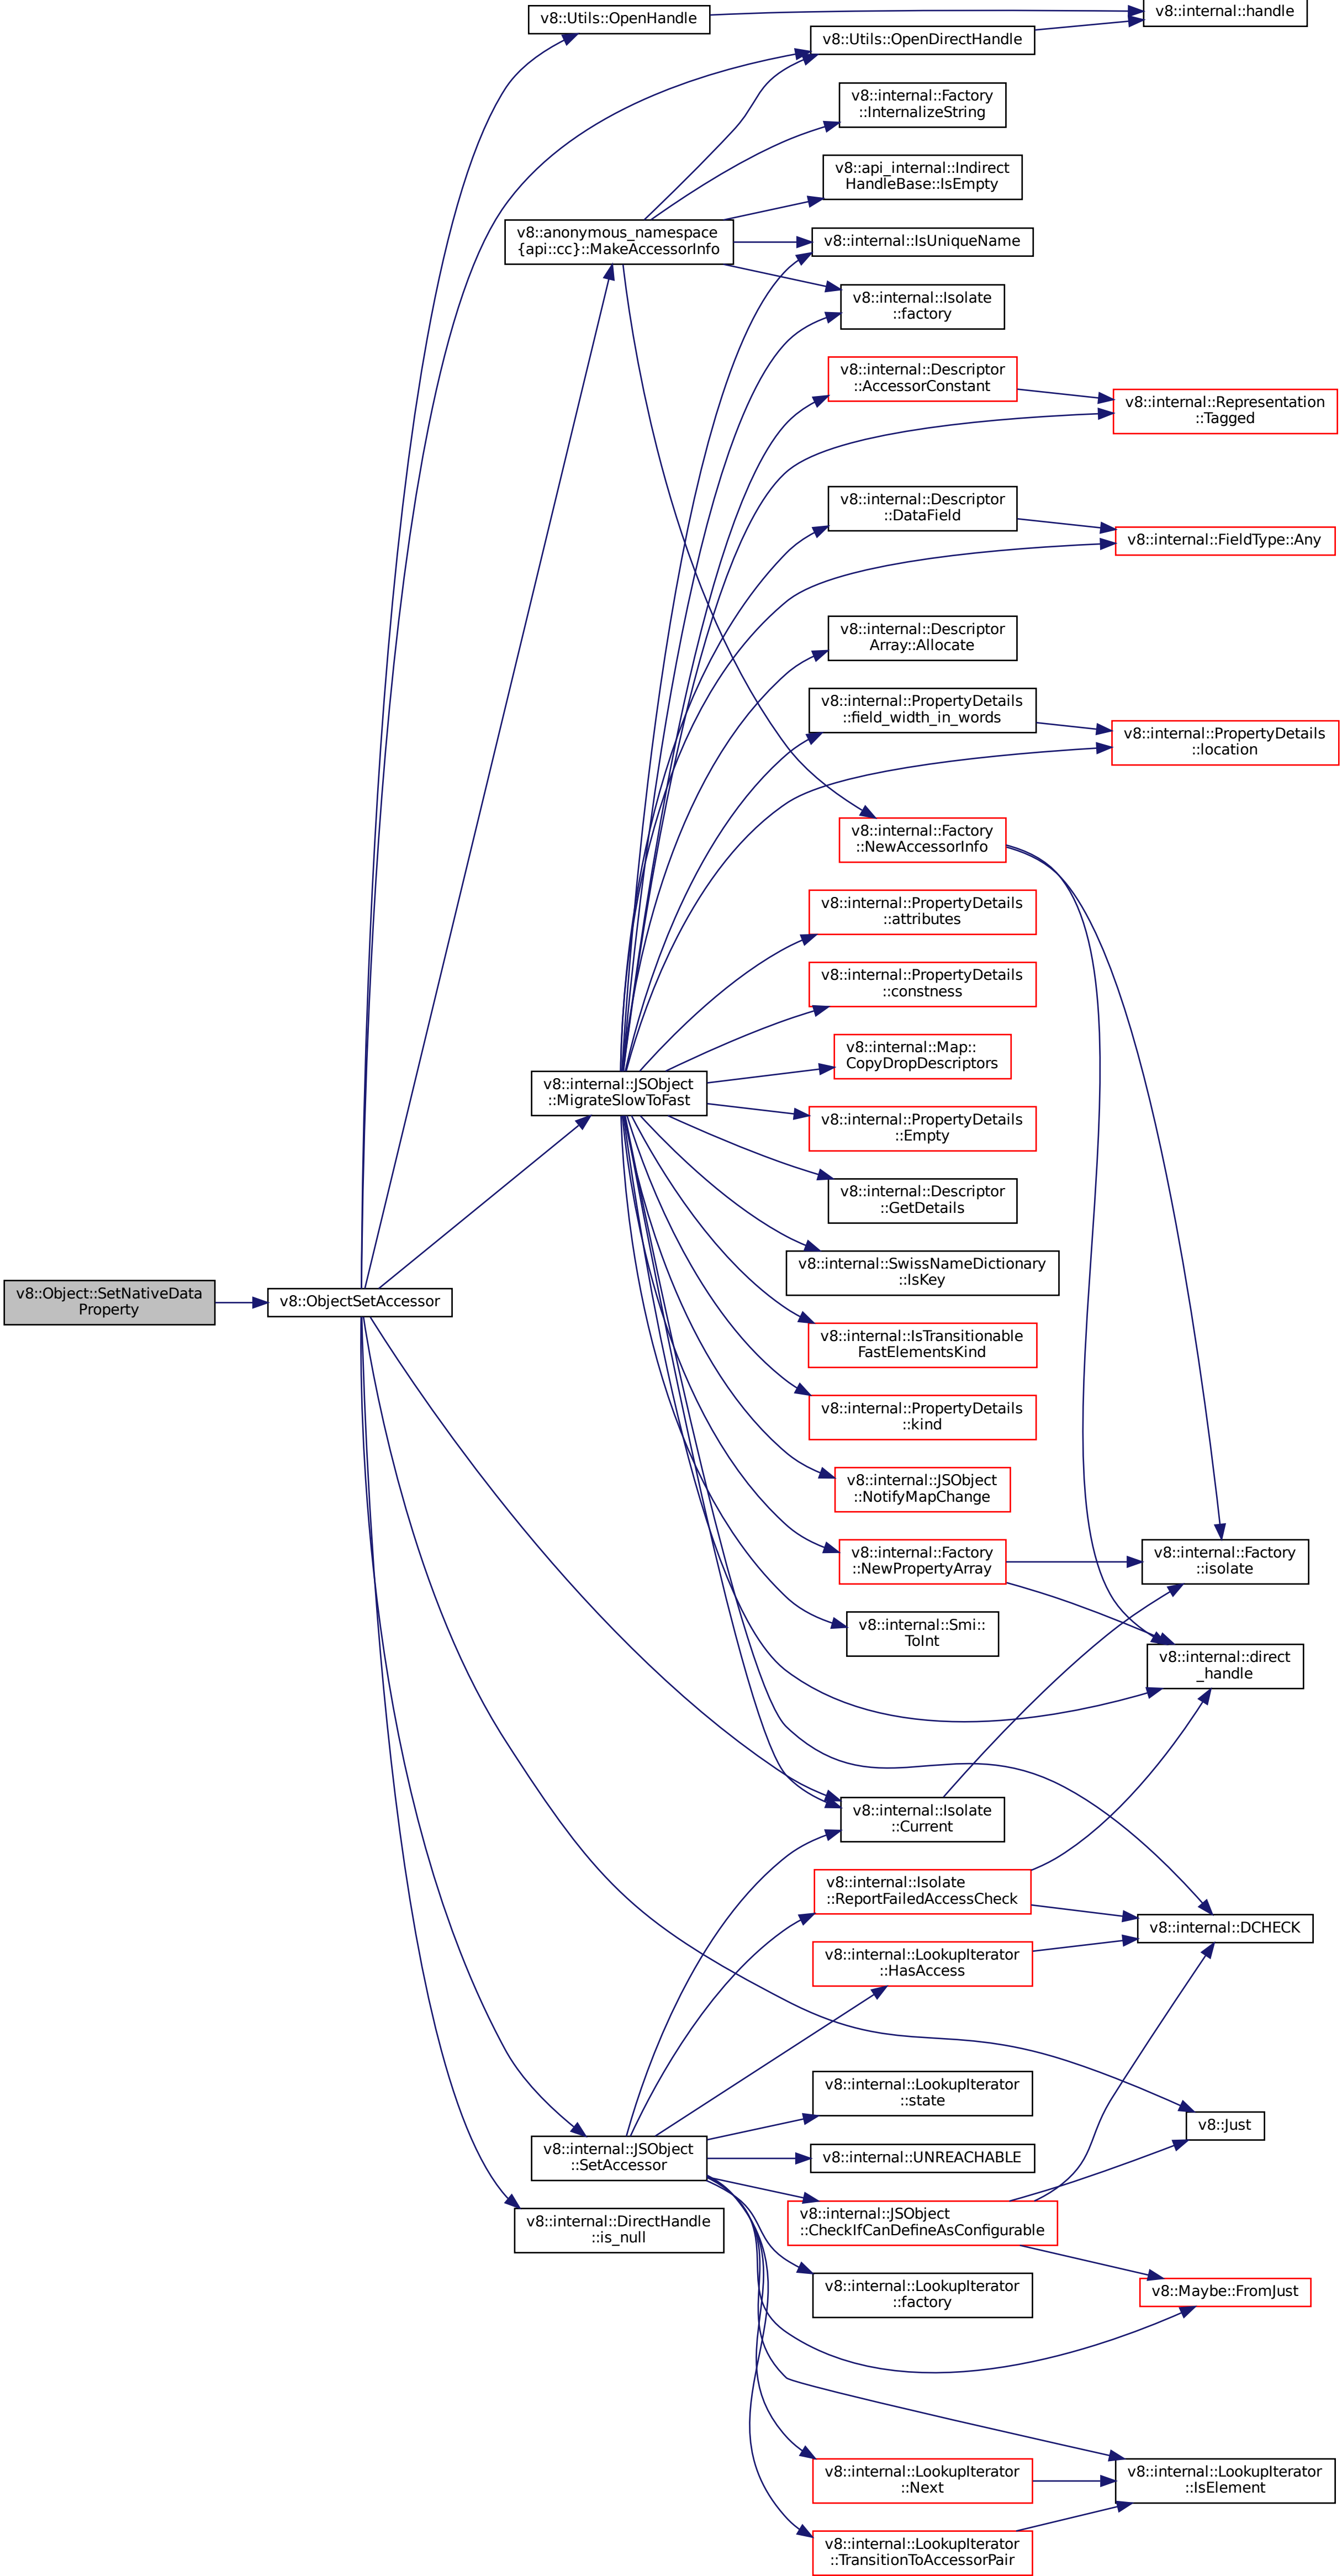 v8::Utils::OpenHandle
v8::internal::handle
v8::Utils::OpenDirectHandle
v8::internal::Factory
::InternalizeString
v8::api_internal::Indirect
HandleBase::IsEmpty
v8::anonymous_namespace
{api::cc}::MakeAccessorInfo
v8::internal::IsUniqueName
v8::internal::Isolate
::factory
v8::internal::Descriptor
::AccessorConstant
v8::internal::Representation
::Tagged
v8::internal::Descriptor
::DataField
v8::internal::FieldType::Any
v8::internal::Descriptor
Array::Allocate
v8::internal::PropertyDetails
::field_width_in_words
v8::internal::PropertyDetails
::location
v8::internal::Factory
::NewAccessorInfo
v8::internal::PropertyDetails
::attributes
v8::internal::PropertyDetails
::constness
v8::internal::Map::
CopyDropDescriptors
v8::internal::JSObject
::MigrateSlowToFast
v8::internal::PropertyDetails
::Empty
v8::internal::Descriptor
::GetDetails
v8::internal::SwissNameDictionary
::IsKey
v8::Object::SetNativeData
Property
v8::ObjectSetAccessor
v8::internal::IsTransitionable
FastElementsKind
v8::internal::PropertyDetails
::kind
v8::internal::JSObject
::NotifyMapChange
v8::internal::Factory
::NewPropertyArray
v8::internal::Factory
::isolate
v8::internal::Smi::
ToInt
v8::internal::direct
_handle
v8::internal::Isolate
::Current
v8::internal::Isolate
::ReportFailedAccessCheck
v8::internal::DCHECK
v8::internal::LookupIterator
::HasAccess
v8::internal::LookupIterator
::state
v8::Just
v8::internal::JSObject
::SetAccessor
v8::internal::UNREACHABLE
v8::internal::DirectHandle
::is_null
v8::internal::JSObject
::CheckIfCanDefineAsConfigurable
v8::internal::LookupIterator
::factory
v8::Maybe::FromJust
v8::internal::LookupIterator
::Next
v8::internal::LookupIterator
::IsElement
v8::internal::LookupIterator
::TransitionToAccessorPair